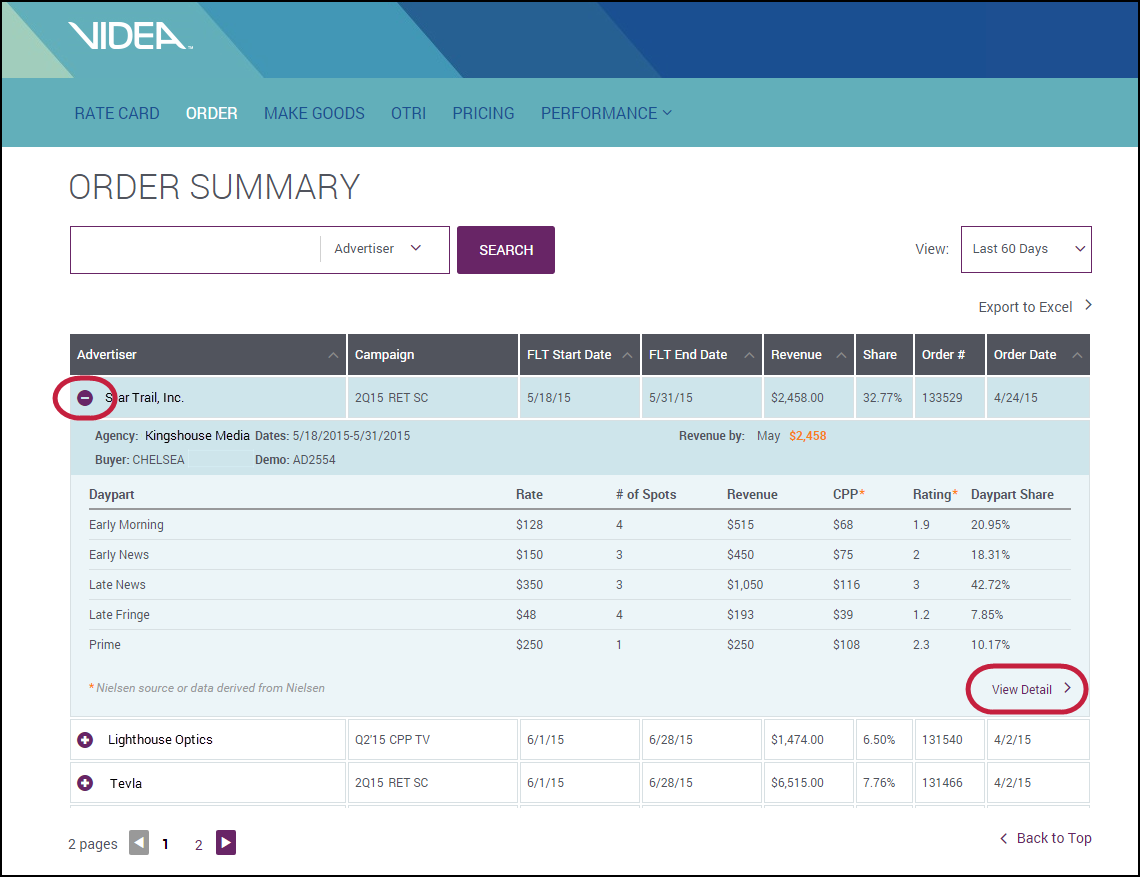 VIDEA™
RATE CARD ORDER MAKE GOODS OTRI PRICING PERFORMANCE
ORDER SUMMARY
Advertiser SEARCH View: Last 60 Days
Export to Excel
Advertiser Campaign FLT Start Date FLT End Date Revenue Share Order # Order Date
Star Trail, Inc. 2Q15 RET SC 5/18/15 5/31/15 $2,458.00 32.77% 133529 4/24/15
Agency: Kingshouse Media Dates: 5/18/2015-5/31/2015 Revenue by: May $2,458
Buyer: CHELSEA Demo: AD2554
Daypart Rate # of Spots Revenue CPP* Rating* Daypart Share
Early Morning $128 4 $515 $68 1.9 20.95%
Early News $150 3 $450 $75 2 18.31%
Late News $350 3 $1,050 $116 3 42.72%
Late Fringe $48 4 $193 $39 1.2 7.85%
Prime $250 1 $250 $108 2.3 10.17%
* Nielsen source or data derived from Nielsen View Detail
Lighthouse Optics Q2'15 CPP TV 6/1/15 6/28/15 $1,474.00 6.50% 131540 4/2/15
Tevla 2Q15 RET SC 6/1/15 6/28/15 $6,515.00 7.76% 131466 4/2/15
2 pages 1 2 Back to Top